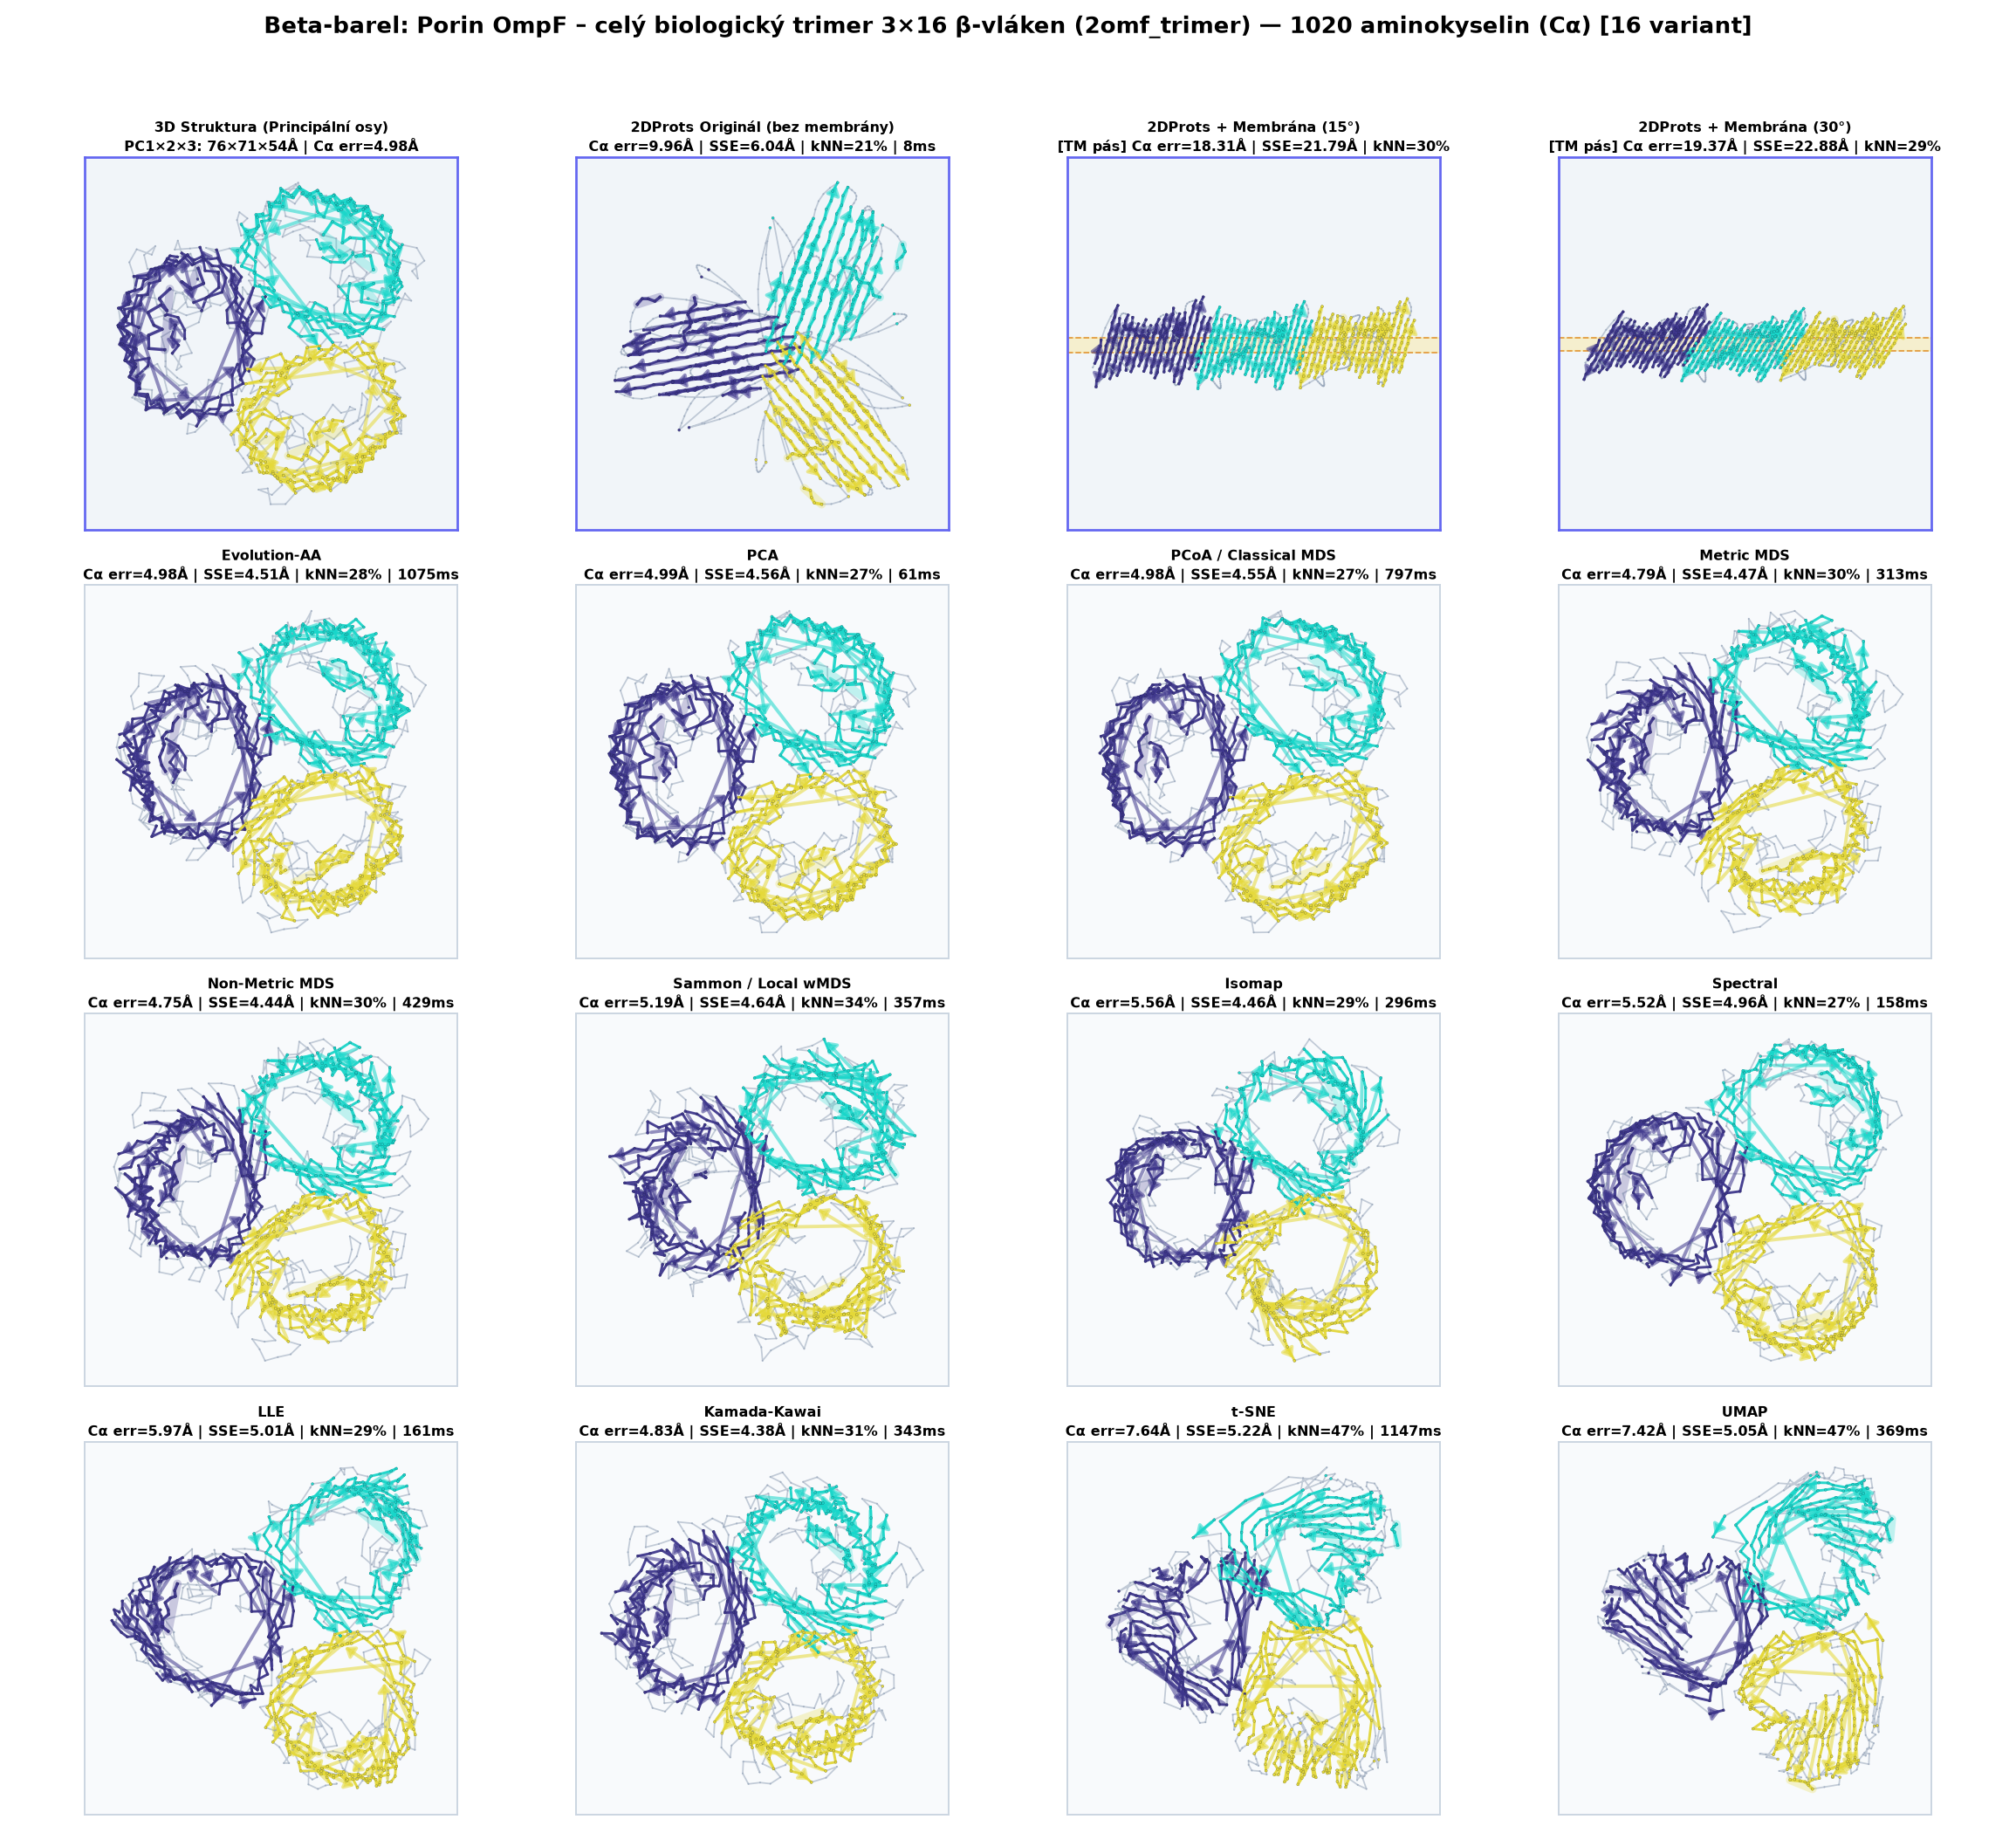 Beta-barel: Porin OmpF – celý biologický trimer 3×16 β-vláken (2omf_trimer) — 1020 aminokyselin (Cα) [16 variant]
3D Struktura (Principální osy)
PC1×2×3: 76×71×54Å | Cα err=4.98Å
2DProts Originál (bez membrány)
Cα err=9.96Å | SSE=6.04Å | kNN=21% | 8ms
2DProts + Membrána (15°)
[TM pás] Cα err=18.31Å | SSE=21.79Å | kNN=30%
2DProts + Membrána (30°)
[TM pás] Cα err=19.37Å | SSE=22.88Å | kNN=29%
Evolution-AA
Cα err=4.98Å | SSE=4.51Å | kNN=28% | 1075ms
PCA
Cα err=4.99Å | SSE=4.56Å | kNN=27% | 61ms
PCoA / Classical MDS
Cα err=4.98Å | SSE=4.55Å | kNN=27% | 797ms
Metric MDS
Cα err=4.79Å | SSE=4.47Å | kNN=30% | 313ms
Non-Metric MDS
Cα err=4.75Å | SSE=4.44Å | kNN=30% | 429ms
Sammon / Local wMDS
Cα err=5.19Å | SSE=4.64Å | kNN=34% | 357ms
Isomap
Cα err=5.56Å | SSE=4.46Å | kNN=29% | 296ms
Spectral
Cα err=5.52Å | SSE=4.96Å | kNN=27% | 158ms
LLE
Cα err=5.97Å | SSE=5.01Å | kNN=29% | 161ms
Kamada-Kawai
Cα err=4.83Å | SSE=4.38Å | kNN=31% | 343ms
t-SNE
Cα err=7.64Å | SSE=5.22Å | kNN=47% | 1147ms
UMAP
Cα err=7.42Å | SSE=5.05Å | kNN=47% | 369ms